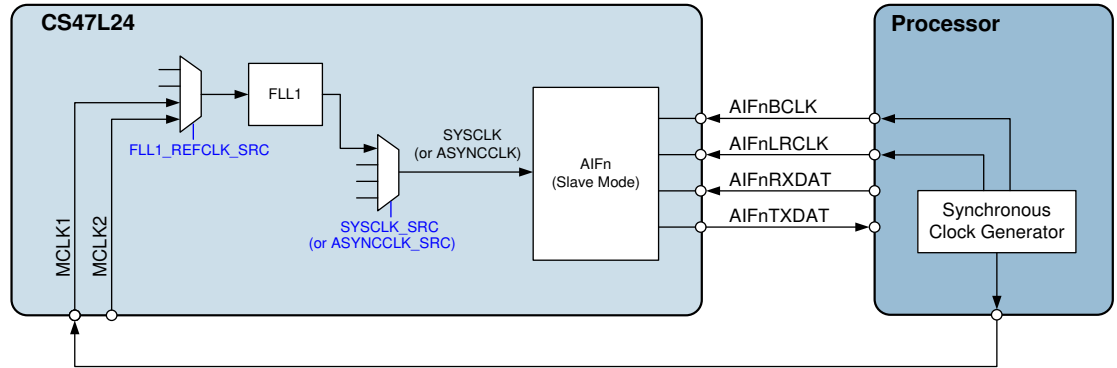 CS47L24
Processor
FLL1
FLL1_REFCLK_SRC
SYSCLK
(or ASYNCCLK)
SYSCLK_SRC
(or ASYNCCLK_SRC)
MCLK1
MCLK2
AIFn
(Slave Mode)
AIFnBCLK
AIFnLRCLK
AIFnRXDAT
AIFnTXDAT
Synchronous
Clock Generator